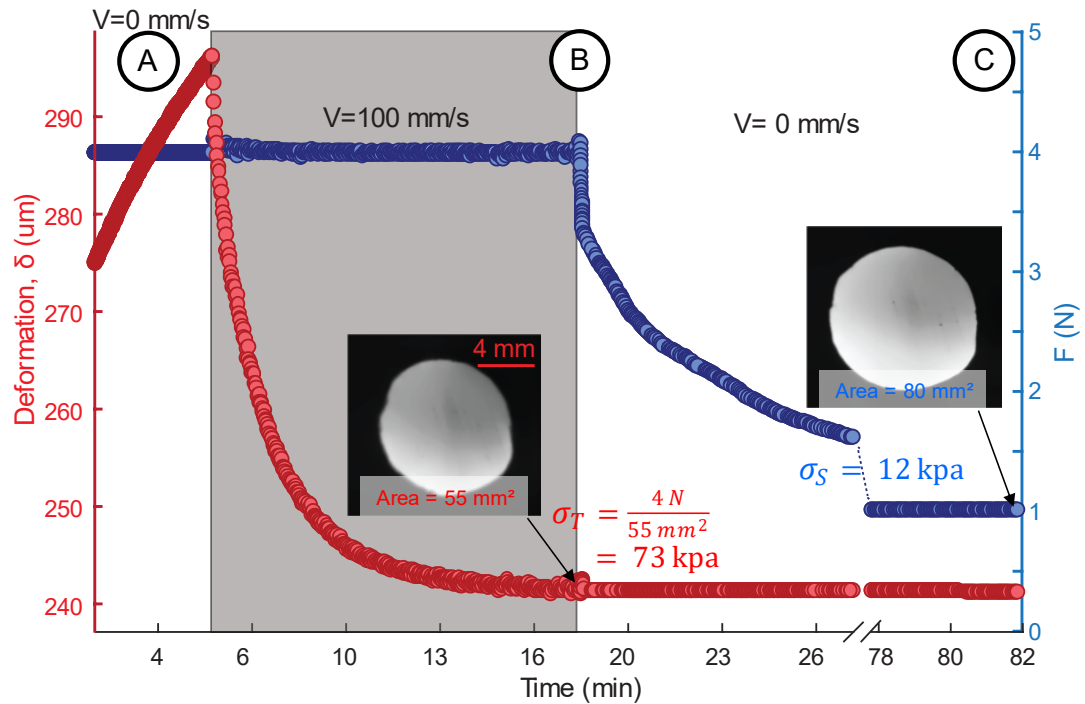 V=0 mm/s
A
B
C
V=100 mm/s
V= 0 mm/s
Deformation, δ (um)
290
280
270
260
250
240
5
4
3
2
1
0
F (N)
4 mm
Area = 55 mm²
Area = 80 mm²
σ_T = 4 N / 55 mm²
= 73 kpa
σ_S = 12 kpa
4 6 10 13 16 20 23 26 78 80 82
Time (min)